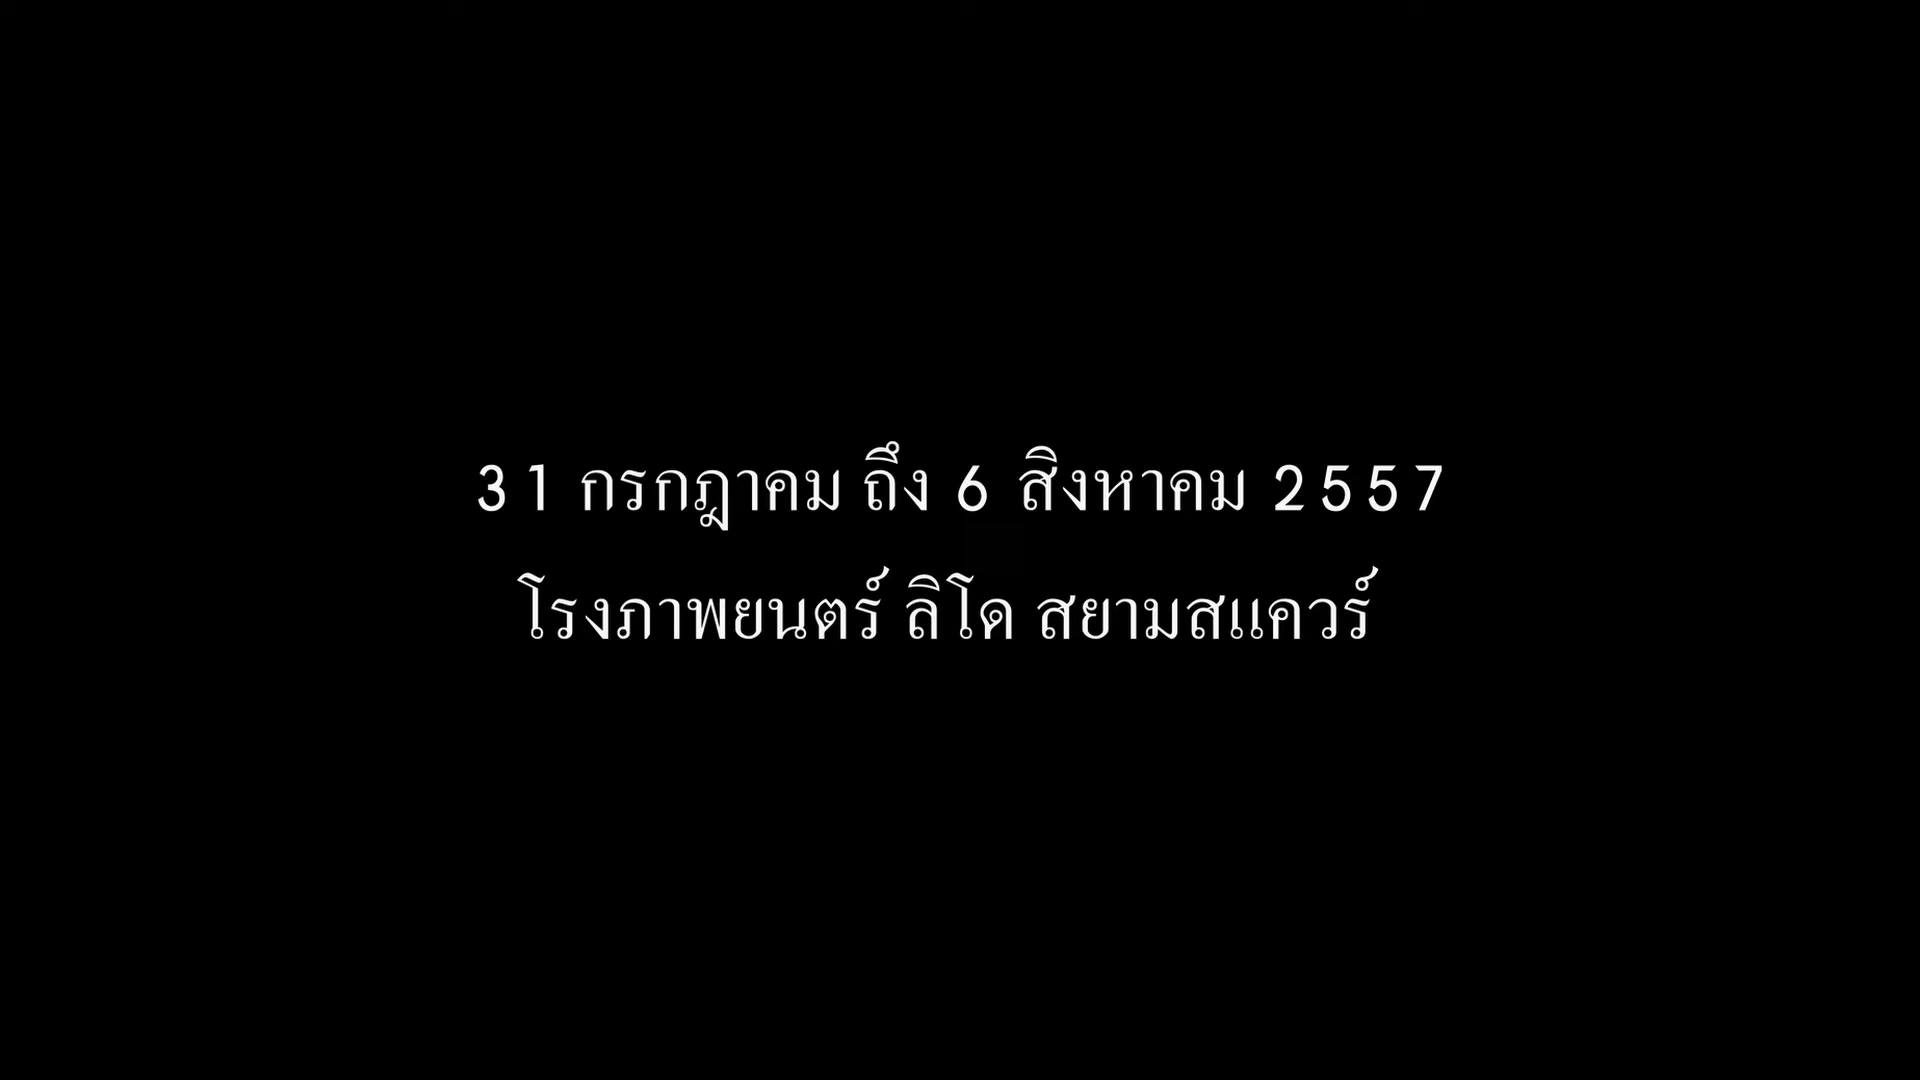 31 กรกฎาคม ถึง 6 สิงหาคม 2557
โรงภาพยนตร์ ลิโด สยามสแควร์